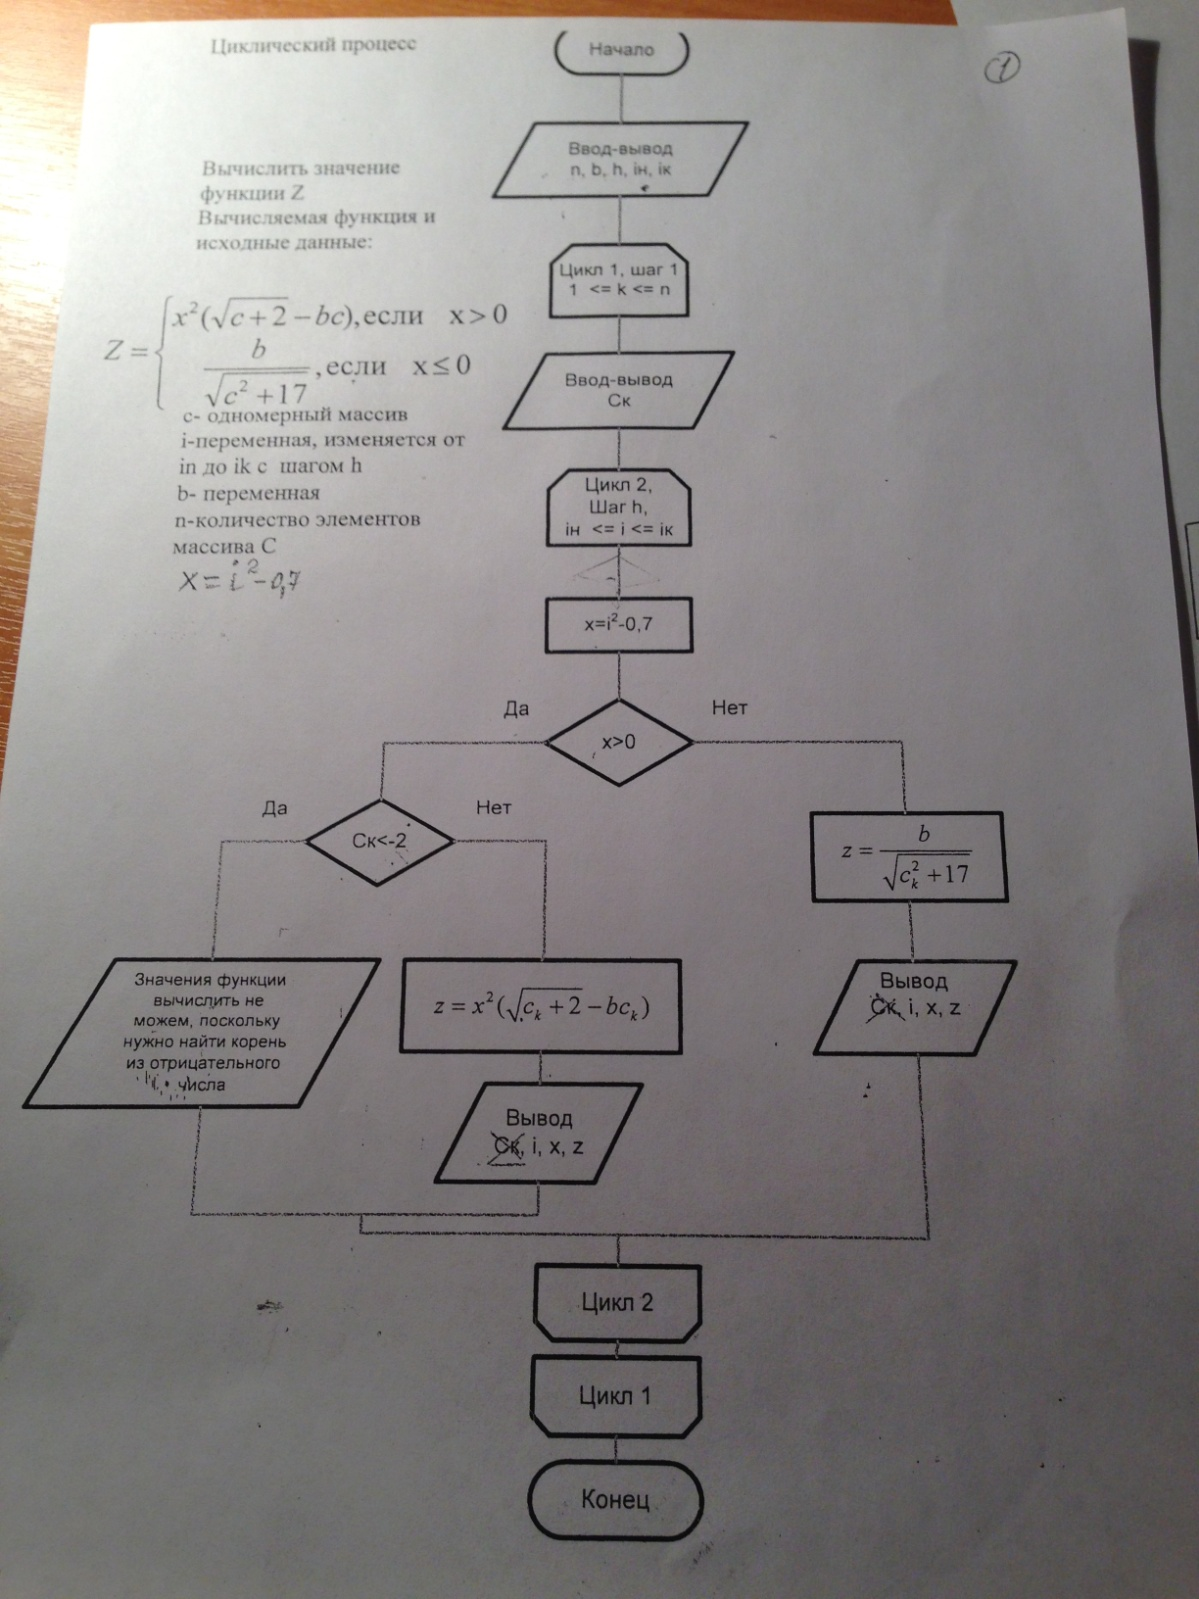 Циклический процесс
Начало
1
Ввод-вывод
n, b, h, iн, iк
Вычислить значение
функции Z
Вычисляемая функция и
исходные данные:
Цикл 1, шаг 1
1 <= k <= n
Z = { x²(√(c+2) − bc), если x > 0
b / √(c²+17), если x ≤ 0
Ввод-вывод
Ск
с- одномерный массив
i-переменная, изменяется от
in до ik с шагом h
b- переменная
n-количество элементов
массива С
X = i² - 0,7
Цикл 2,
Шаг h,
iн <= i <= iк
x=i²-0,7
Да
Нет
x>0
Да
Нет
Ск<-2
z = b / √(c_k² +17)
Значения функции
вычислить не
можем, поскольку
нужно найти корень
из отрицательного
числа
z = x²(√(c_k + 2) − bc_k)
Вывод
Ск, i, x, z
Вывод
Ск, i, x, z
Цикл 2
Цикл 1
Конец